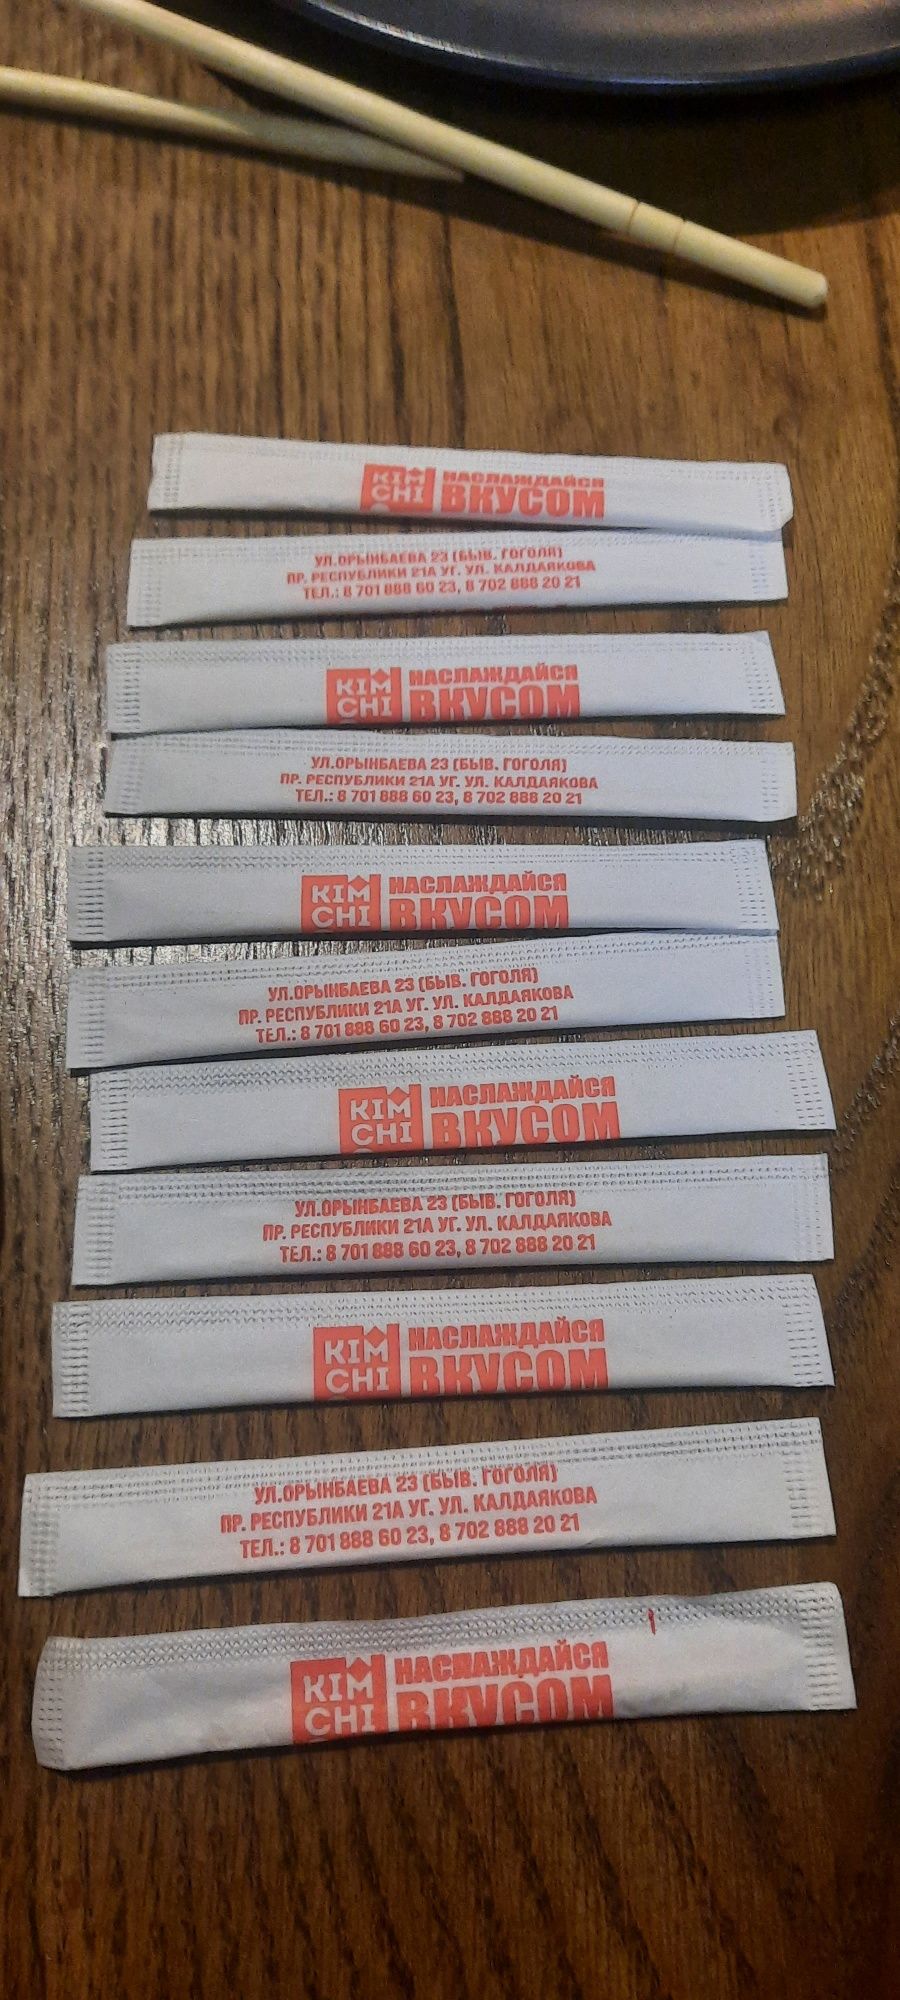 KIM
CHI
НАСЛАЖДАЙСЯ
ВКУСОМ
УЛ.ОРЫНБАЕВА 23 (БЫВ. ГОГОЛЯ)
ПР. РЕСПУБЛИКИ 21А УГ. УЛ. КАЛДАЯКОВА
ТЕЛ.: 8 701 888 60 23, 8 702 888 20 21
KIM
CHI
НАСЛАЖДАЙСЯ
ВКУСОМ
УЛ.ОРЫНБАЕВА 23 (БЫВ. ГОГОЛЯ)
ПР. РЕСПУБЛИКИ 21А УГ. УЛ. КАЛДАЯКОВА
ТЕЛ.: 8 701 888 60 23, 8 702 888 20 21
KIM
CHI
НАСЛАЖДАЙСЯ
ВКУСОМ
УЛ.ОРЫНБАЕВА 23 (БЫВ. ГОГОЛЯ)
ПР. РЕСПУБЛИКИ 21А УГ. УЛ. КАЛДАЯКОВА
ТЕЛ.: 8 701 888 60 23, 8 702 888 20 21
KIM
CHI
НАСЛАЖДАЙСЯ
ВКУСОМ
УЛ.ОРЫНБАЕВА 23 (БЫВ. ГОГОЛЯ)
ПР. РЕСПУБЛИКИ 21А УГ. УЛ. КАЛДАЯКОВА
ТЕЛ.: 8 701 888 60 23, 8 702 888 20 21
KIM
CHI
НАСЛАЖДАЙСЯ
ВКУСОМ
УЛ.ОРЫНБАЕВА 23 (БЫВ. ГОГОЛЯ)
ПР. РЕСПУБЛИКИ 21А УГ. УЛ. КАЛДАЯКОВА
ТЕЛ.: 8 701 888 60 23, 8 702 888 20 21
KIM
CHI
НАСЛАЖДАЙСЯ
ВКУСОМ